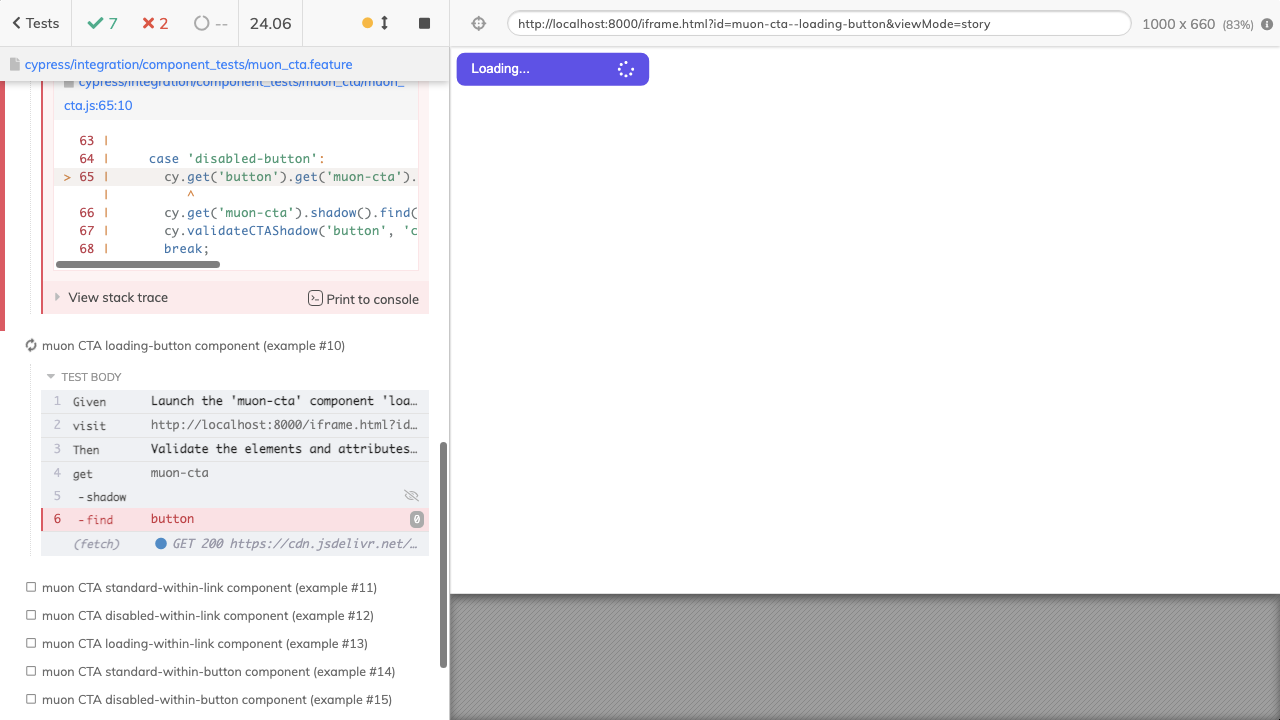 Tests
7
2
--
24.06
http://localhost:8000/iframe.html?id=muon-cta--loading-button&viewMode=story
1000 x 660 (83%)
cypress/integration/component_tests/muon_cta.feature
cypress/integration/component_tests/muon_cta/muon_
cta.js:65:10
63 |
64 | case 'disabled-button':
> 65 | cy.get('button').get('muon-cta').
| ^
66 | cy.get('muon-cta').shadow().find(
67 | cy.validateCTAShadow('button', 'c
68 | break;
View stack trace
Print to console
muon CTA loading-button component (example #10)
TEST BODY
1 Given Launch the 'muon-cta' component 'loa…
2 visit http://localhost:8000/iframe.html?id…
3 Then Validate the elements and attributes…
4 get muon-cta
5 -shadow
6 -find button 0
(fetch) GET 200 https://cdn.jsdelivr.net/…
muon CTA standard-within-link component (example #11)
muon CTA disabled-within-link component (example #12)
muon CTA loading-within-link component (example #13)
muon CTA standard-within-button component (example #14)
muon CTA disabled-within-button component (example #15)
Loading...